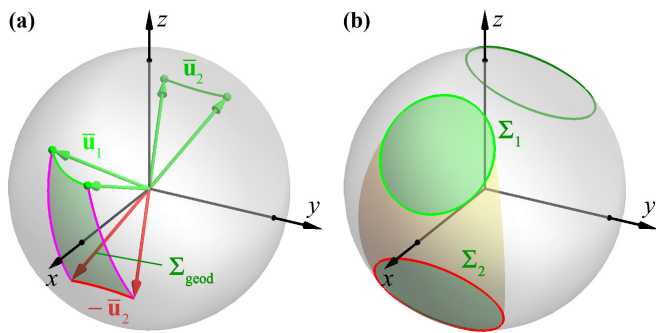 (a)
z
ū₂
ū₁
y
x
Σgeod
− ū₂
(b)
z
Σ₁
y
x
Σ₂